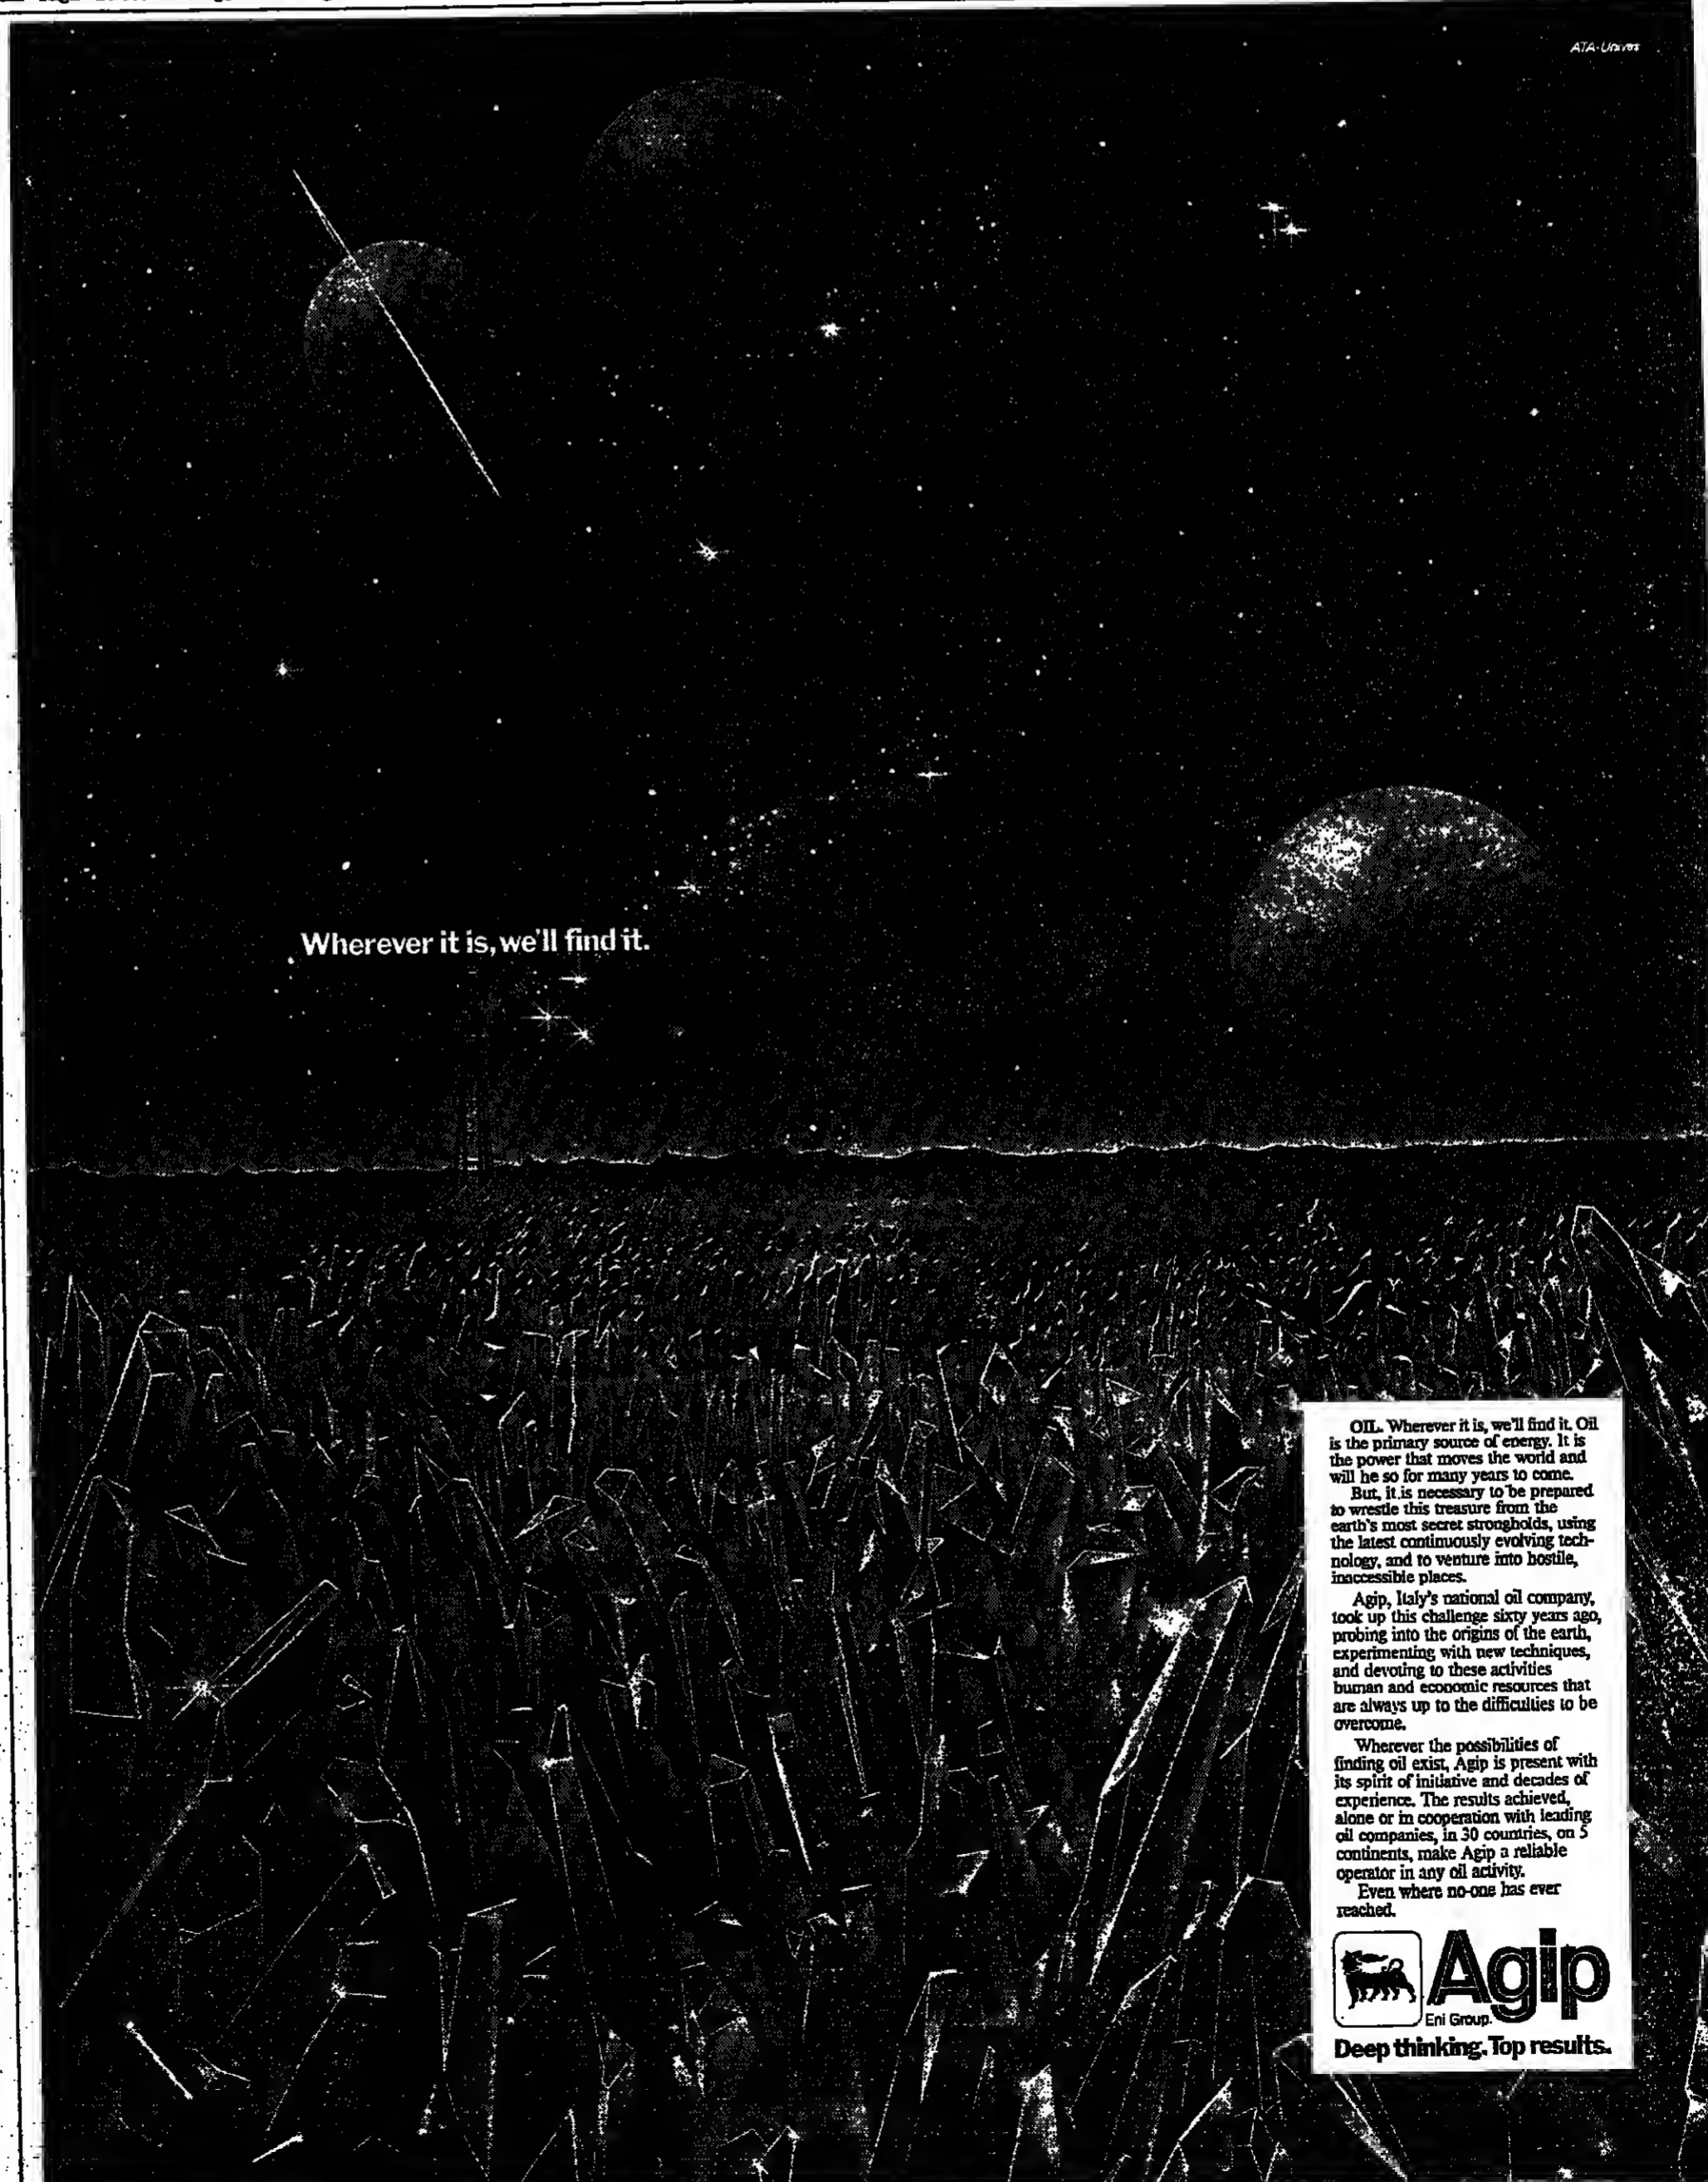 Wherever it is, we'll find it.
OIL. Wherever it is, we'll find it. Oil
is the primary source of energy. It is
the power that moves the world and
will he so for many years to come.
But, it is necessary to be prepared
to wrestle this treasure from the
earth's most secret strongholds, using
the latest continuously evolving tech-
nology, and to venture into hostile,
inaccessible places.
Agip, Italy's national oil company,
took up this challenge sixty years ago,
probing into the origins of the earth,
experimenting with new techniques,
and devoting to these activities
human and economic resources that
are always up to the difficulties to be
overcome.
Wherever the possibilities of
finding oil exist, Agip is present with
its spirit of initiative and decades of
experience. The results achieved,
alone or in cooperation with leading
oil companies, in 30 countries, on 5
continents, make Agip a reliable
operator in any oil activity.
Even where no-one has ever
reached.
Agip
Eni Group.
Deep thinking. Top results.